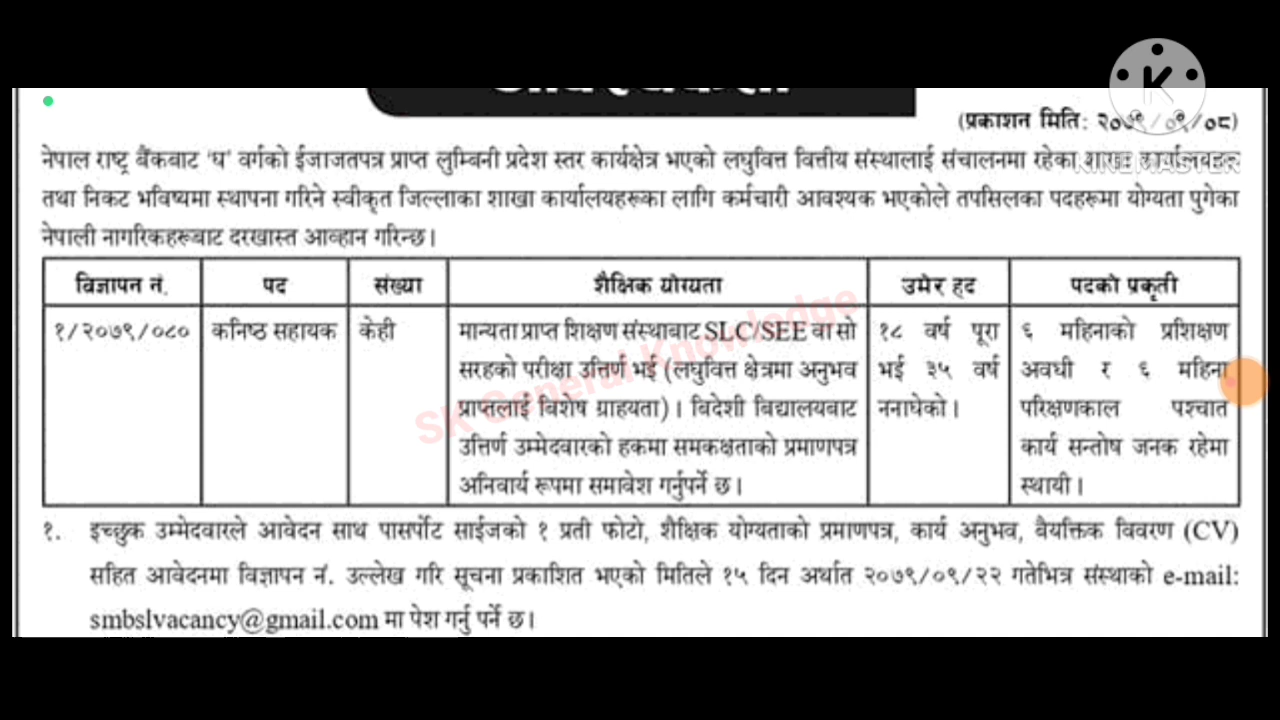 (प्रकाशन मिति: २०७९/०९/०८)
नेपाल राष्ट्र बैंकबाट 'घ' वर्गको ईजाजतपत्र प्राप्त लुम्बिनी प्रदेश स्तर कार्यक्षेत्र भएको लघुवित्त वित्तीय संस्थालाई संचालनमा रहेका शाखा कार्यालयहरू
KINEMASTER
तथा निकट भविष्यमा स्थापना गरिने स्वीकृत जिल्लाका शाखा कार्यालयहरूका लागि कर्मचारी आवश्यक भएकोले तपसिलका पदहरूमा योग्यता पुगेका
नेपाली नागरिकहरूबाट दरखास्त आव्हान गरिन्छ।
विज्ञापन नं. पद संख्या शैक्षिक योग्यता उमेर हद पदको प्रकृती
१/२०७९/०८० कनिष्ठ सहायक केही मान्यता प्राप्त शिक्षण संस्थाबाट SLC/SEE वा सो १८ वर्ष पूरा ६ महिनाको प्रशिक्षण
सरहको परीक्षा उत्तिर्ण भई (लघुवित्त क्षेत्रमा अनुभव भई ३५ वर्ष अवधी र ६ महिना
प्राप्तलाई विशेष ग्राहयता)। विदेशी विद्यालयबाट ननाघेको। परिक्षणकाल पश्चात
उत्तिर्ण उम्मेदवारको हकमा समकक्षताको प्रमाणपत्र कार्य सन्तोष जनक रहेमा
अनिवार्य रूपमा समावेश गर्नुपर्ने छ। स्थायी।
SK General Knowledge
१. इच्छुक उम्मेदवारले आवेदन साथ पासर्पोट साईजको १ प्रती फोटो, शैक्षिक योग्यताको प्रमाणपत्र, कार्य अनुभव, वैयक्तिक विवरण (CV)
सहित आवेदनमा विज्ञापन नं. उल्लेख गरि सूचना प्रकाशित भएको मितिले १५ दिन अर्थात २०७९/०९/२२ गतेभित्र संस्थाको e-mail:
smbslvacancy@gmail.com मा पेश गर्नु पर्ने छ।